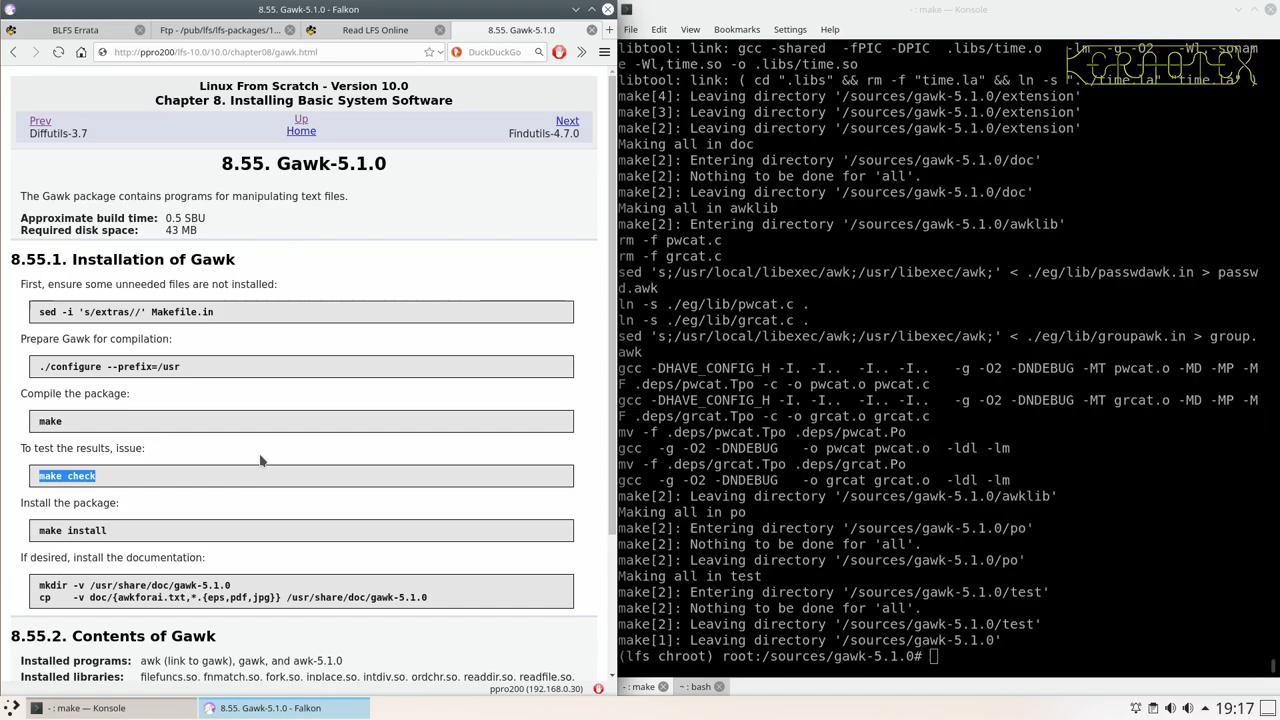 8.55. Gawk-5.1.0 - Falkon
BLFS Errata
Ftp - /pub/lfs/lfs-packages/1...
Read LFS Online
8.55. Gawk-5.1.0
http://ppro200/lfs-10.0/10.0/chapter08/gawk.html
DuckDuckGo
Linux From Scratch - Version 10.0
Chapter 8. Installing Basic System Software
Prev
Up
Next
Diffutils-3.7
Home
Findutils-4.7.0
8.55. Gawk-5.1.0
The Gawk package contains programs for manipulating text files.
Approximate build time: 0.5 SBU
Required disk space: 43 MB
8.55.1. Installation of Gawk
First, ensure some unneeded files are not installed:
sed -i 's/extras//' Makefile.in
Prepare Gawk for compilation:
./configure --prefix=/usr
Compile the package:
make
To test the results, issue:
make check
Install the package:
make install
If desired, install the documentation:
mkdir -v /usr/share/doc/gawk-5.1.0
cp    -v doc/{awkforai.txt,*.{eps,pdf,jpg}} /usr/share/doc/gawk-5.1.0
8.55.2. Contents of Gawk
Installed programs: awk (link to gawk), gawk, and awk-5.1.0
Installed libraries: filefuncs.so, fnmatch.so, fork.so, inplace.so, intdiv.so, ordchr.so, readdir.so, readfile.so,
ppro200 (192.168.0.30)
- : make — Konsole
File Edit View Bookmarks Settings Help
libtool: link: gcc -shared  -fPIC -DPIC  .libs/time.o   -lm -g -O2   -Wl,-sonam
e -Wl,time.so -o .libs/time.so
libtool: link: ( cd ".libs" && rm -f "time.la" && ln -s "../time.la" "time.la" )
make[4]: Leaving directory '/sources/gawk-5.1.0/extension'
make[3]: Leaving directory '/sources/gawk-5.1.0/extension'
make[2]: Leaving directory '/sources/gawk-5.1.0/extension'
Making all in doc
make[2]: Entering directory '/sources/gawk-5.1.0/doc'
make[2]: Nothing to be done for 'all'.
make[2]: Leaving directory '/sources/gawk-5.1.0/doc'
Making all in awklib
make[2]: Entering directory '/sources/gawk-5.1.0/awklib'
rm -f pwcat.c
rm -f grcat.c
sed 's;/usr/local/libexec/awk;/usr/libexec/awk;' < ./eg/lib/passwdawk.in > passw
d.awk
ln -s ./eg/lib/pwcat.c .
ln -s ./eg/lib/grcat.c .
sed 's;/usr/local/libexec/awk;/usr/libexec/awk;' < ./eg/lib/groupawk.in > group.
awk
gcc -DHAVE_CONFIG_H -I. -I.. -I.. -I..   -g -O2 -DNDEBUG -MT pwcat.o -MD -MP -M
F .deps/pwcat.Tpo -c -o pwcat.o pwcat.c
gcc -DHAVE_CONFIG_H -I. -I.. -I.. -I..   -g -O2 -DNDEBUG -MT grcat.o -MD -MP -M
F .deps/grcat.Tpo -c -o grcat.o grcat.c
mv -f .deps/pwcat.Tpo .deps/pwcat.Po
gcc  -g -O2 -DNDEBUG   -o pwcat pwcat.o  -ldl -lm
mv -f .deps/grcat.Tpo .deps/grcat.Po
gcc  -g -O2 -DNDEBUG   -o grcat grcat.o  -ldl -lm
make[2]: Leaving directory '/sources/gawk-5.1.0/awklib'
Making all in po
make[2]: Entering directory '/sources/gawk-5.1.0/po'
make[2]: Nothing to be done for 'all'.
make[2]: Leaving directory '/sources/gawk-5.1.0/po'
Making all in test
make[2]: Entering directory '/sources/gawk-5.1.0/test'
make[2]: Nothing to be done for 'all'.
make[2]: Leaving directory '/sources/gawk-5.1.0/test'
make[1]: Leaving directory '/sources/gawk-5.1.0'
(lfs chroot) root:/sources/gawk-5.1.0#
- : make
~ : bash
- : make — Konsole
8.55. Gawk-5.1.0 - Falkon
19:17